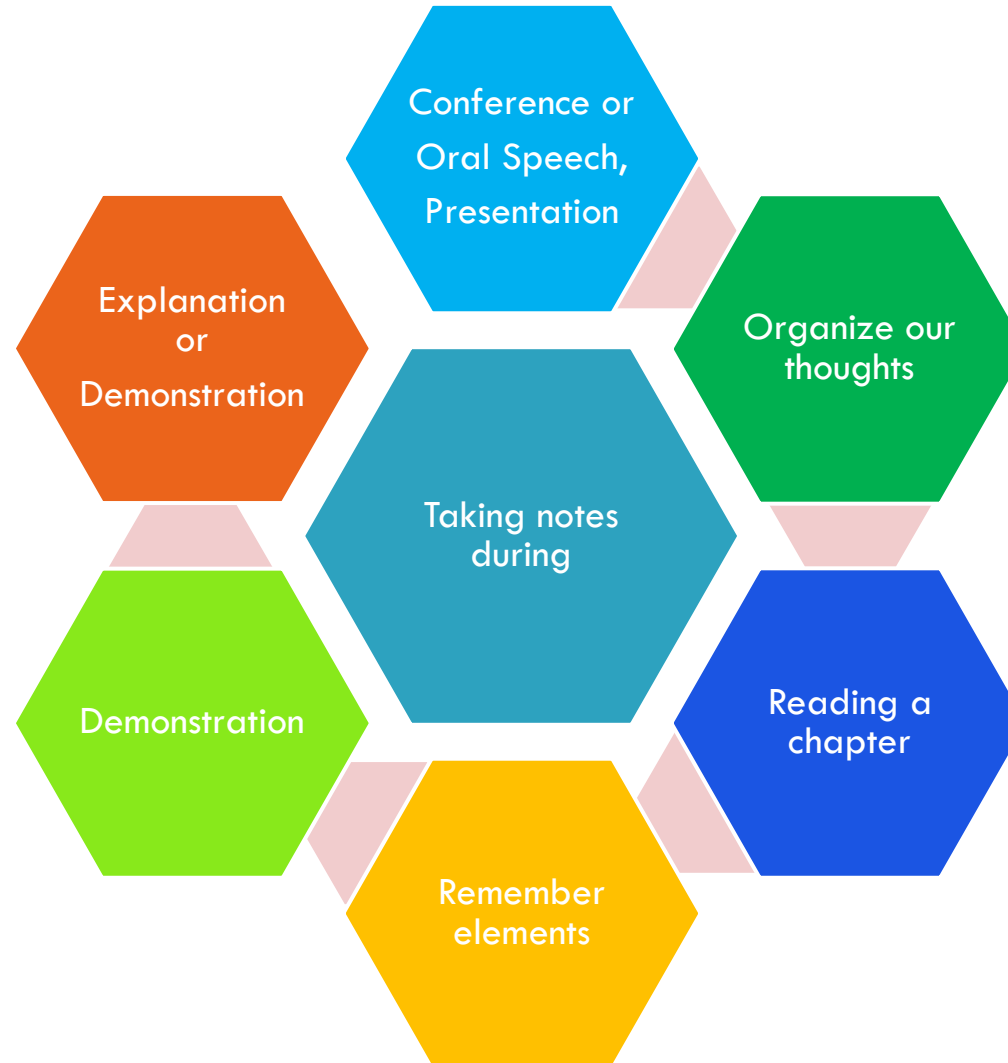 Conference or
Oral Speech,
Presentation
Organize our
thoughts
Reading a
chapter
Remember
elements
Demonstration
Explanation
or
Demonstration
Taking notes
during